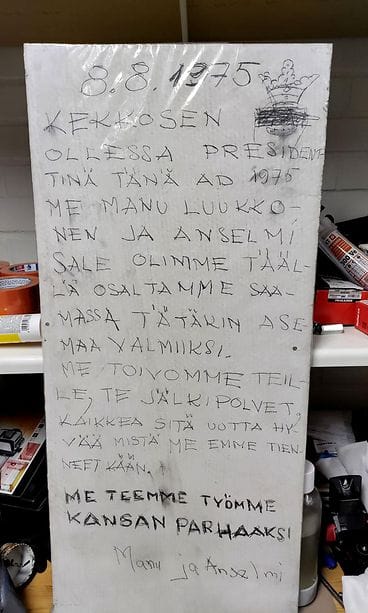 8.8.1975
KEKKOSEN
OLLESSA PRESIDENT
TINÄ TÄNÄ AD 1975
ME MANU LUUKKO-
NEN JA ANSELMI
SALE OLIMME TÄÄL-
LÄ OSALTAMME SAA-
MASSA TÄTÄKIN ASE-
MAA VALMIIKSI.
ME TOIVOMME TEIL-
LE, TE JÄLKIPOLVET,
KAIKKEA SITÄ UUTTA HY-
VÄÄ MISTÄ ME EMME TIEN-
NEET KÄÄN.
ME TEEMME TYÖMME
KANSAN PARHAAKSI
Manu ja Anselmi